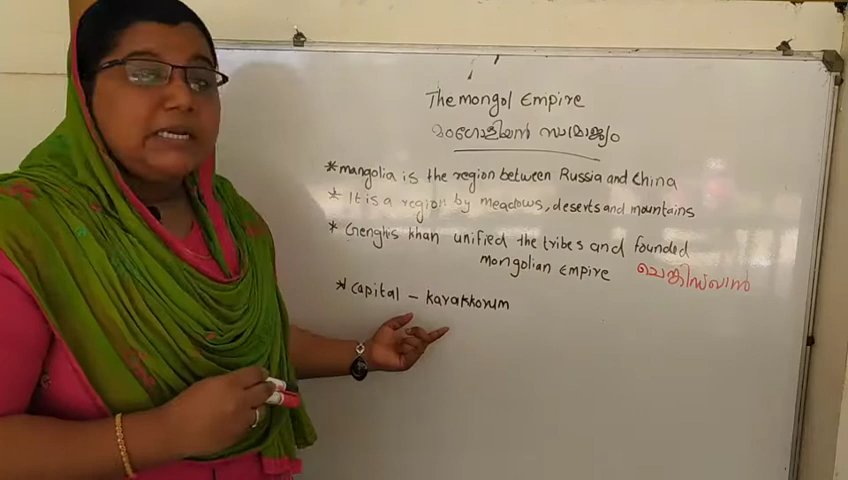 The mongol Empire
മംഗോളിയൻ സാമ്രാജ്യം
*mangolia is the region between Russia and China
* It is a region by meadows, deserts and mountains
* Genghis khan unified the tribes and founded
mongolian Empire ചെങ്കിസ്ഖാൻ
* Capital - karakkorum